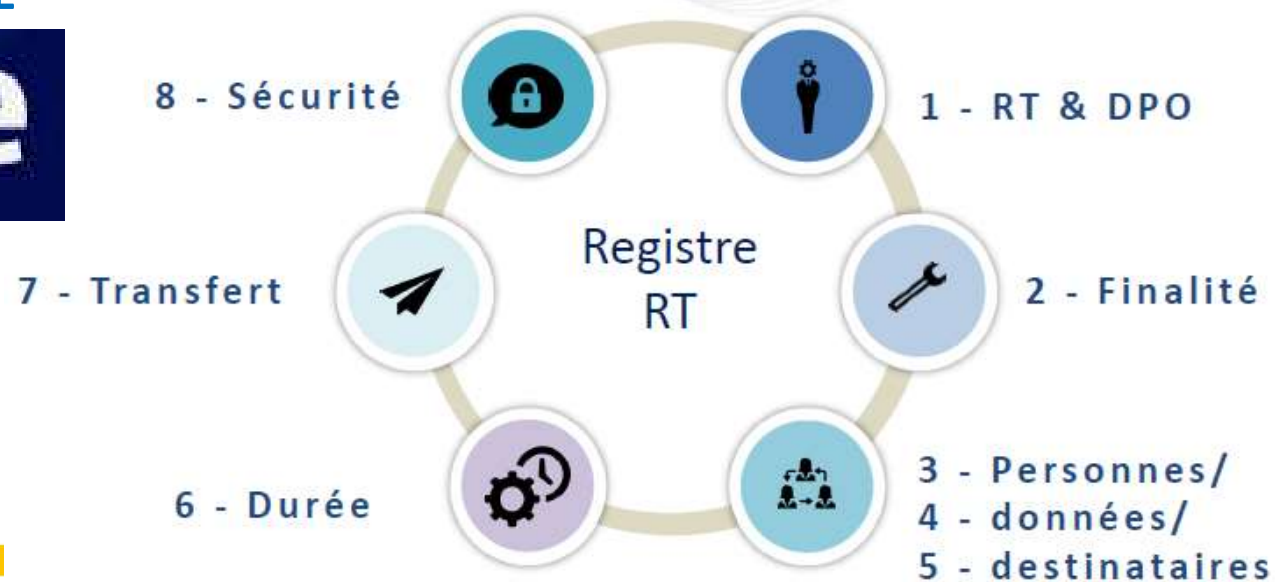 Registre
RT
1 - RT & DPO
2 - Finalité
3 - Personnes/
4 - données/
5 - destinataires
6 - Durée
7 - Transfert
8 - Sécurité